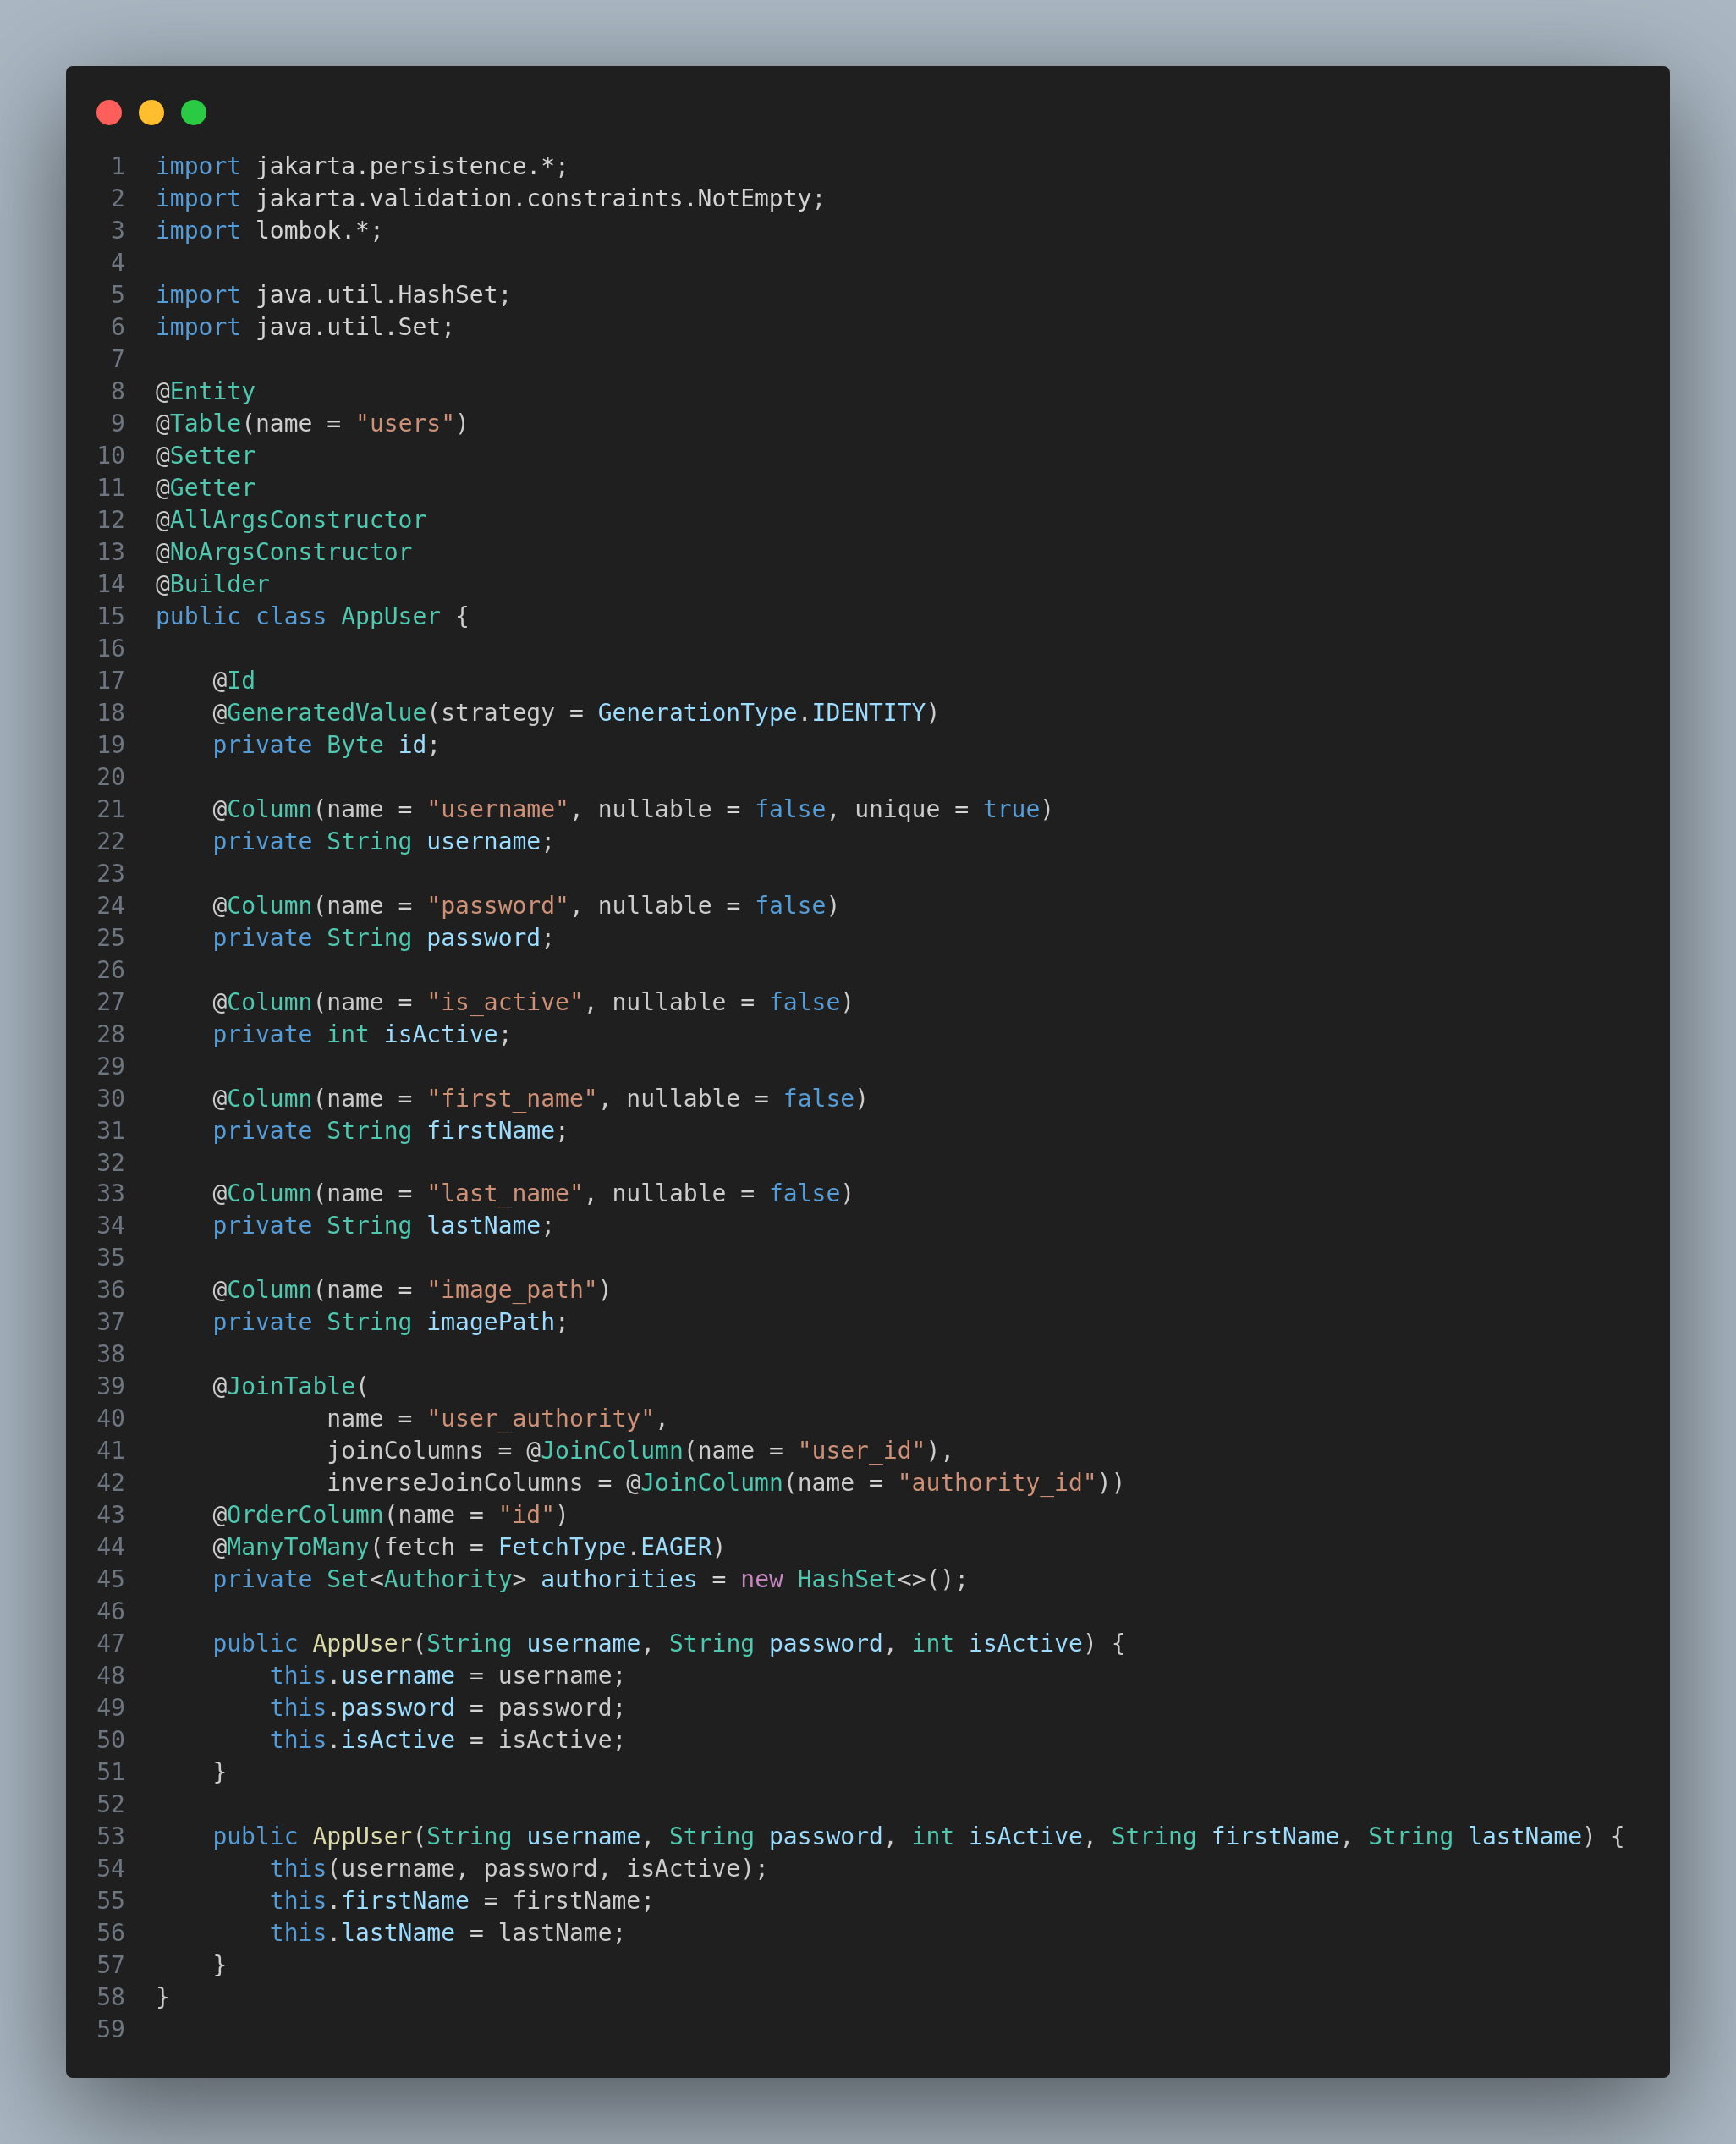 1 import jakarta.persistence.*;
2 import jakarta.validation.constraints.NotEmpty;
3 import lombok.*;
4
5 import java.util.HashSet;
6 import java.util.Set;
7
8 @Entity
9 @Table(name = "users")
10 @Setter
11 @Getter
12 @AllArgsConstructor
13 @NoArgsConstructor
14 @Builder
15 public class AppUser {
16
17     @Id
18     @GeneratedValue(strategy = GenerationType.IDENTITY)
19     private Byte id;
20
21     @Column(name = "username", nullable = false, unique = true)
22     private String username;
23
24     @Column(name = "password", nullable = false)
25     private String password;
26
27     @Column(name = "is_active", nullable = false)
28     private int isActive;
29
30     @Column(name = "first_name", nullable = false)
31     private String firstName;
32
33     @Column(name = "last_name", nullable = false)
34     private String lastName;
35
36     @Column(name = "image_path")
37     private String imagePath;
38
39     @JoinTable(
40             name = "user_authority",
41             joinColumns = @JoinColumn(name = "user_id"),
42             inverseJoinColumns = @JoinColumn(name = "authority_id"))
43     @OrderColumn(name = "id")
44     @ManyToMany(fetch = FetchType.EAGER)
45     private Set<Authority> authorities = new HashSet<>();
46
47     public AppUser(String username, String password, int isActive) {
48         this.username = username;
49         this.password = password;
50         this.isActive = isActive;
51     }
52
53     public AppUser(String username, String password, int isActive, String firstName, String lastName) {
54         this(username, password, isActive);
55         this.firstName = firstName;
56         this.lastName = lastName;
57     }
58 }
59